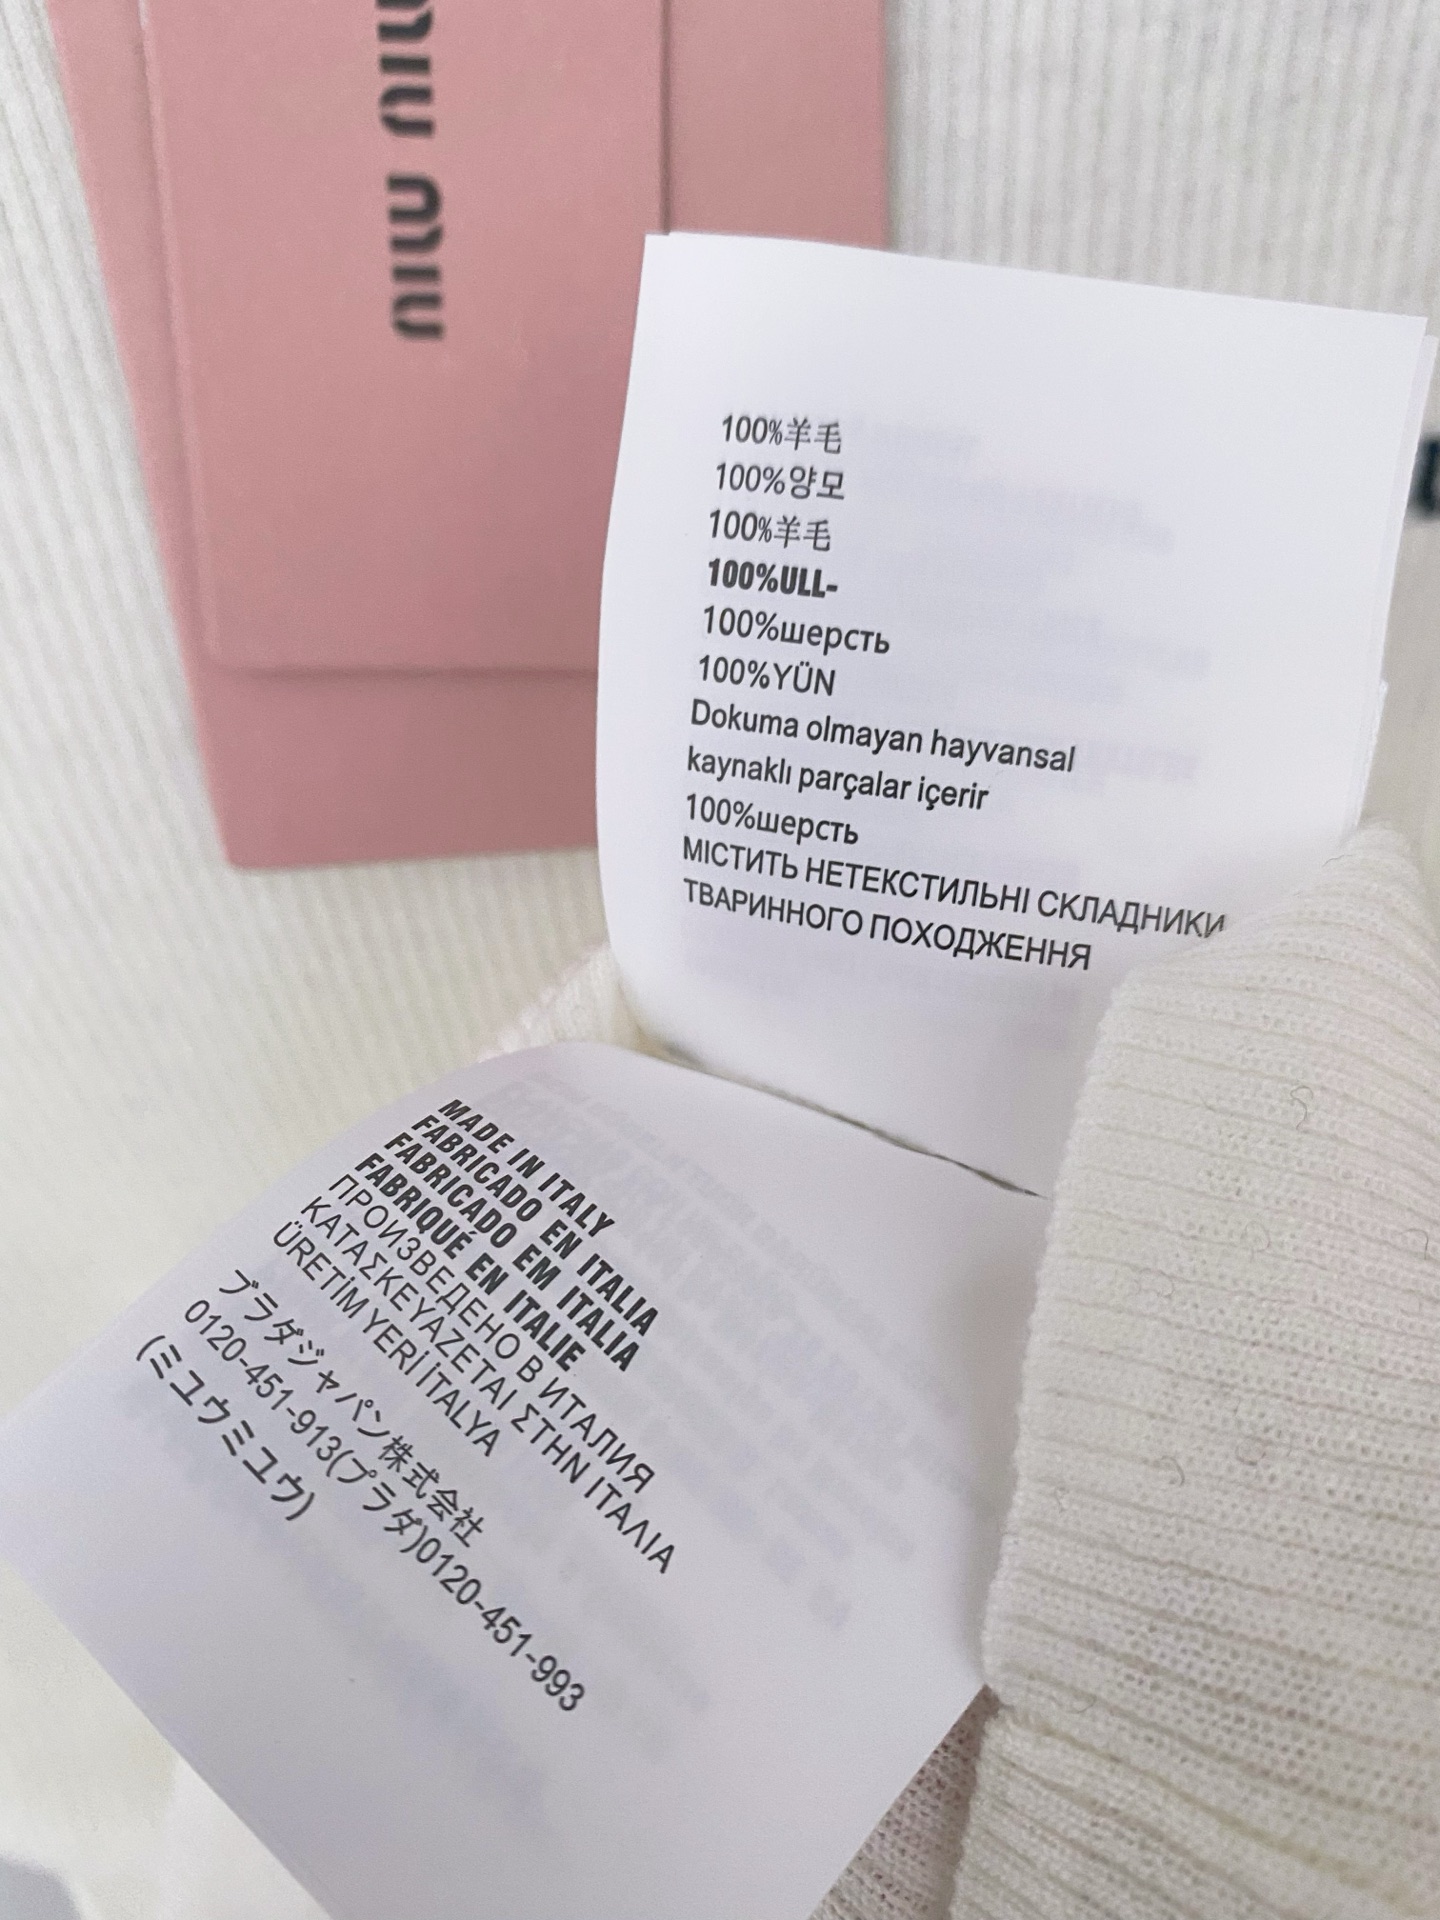 miu miu
100%羊毛
100%양모
100%羊毛
100%ULL-
100%шерсть
100%YÜN
Dokuma olmayan hayvansal
kaynaklı parçalar içerir
100%шерсть
МІСТИТЬ НЕТЕКСТИЛЬНІ СКЛАДНИКИ
ТВАРИННОГО ПОХОДЖЕННЯ
MADE IN ITALY
FABRICADO EN ITALIA
FABRICADO EM ITALIA
FABRIQUÉ EN ITALIE
ПРОИЗВЕДЕНО В ИТАЛИЯ
ΚΑΤΑΣΚΕΥΑΖΕΤΑΙ ΣΤΗΝ ΙΤΑΛΙΑ
ÜRETİM YERİ İTALYA
プラダジャパン株式会社
0120-451-913(プラダ)0120-451-993
(ミユウミユウ)